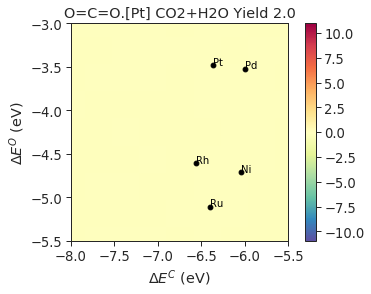 O=C=O.[Pt] CO2+H2O Yield 2.0
−3.0
−3.5
−4.0
−4.5
−5.0
−5.5
ΔE^O (eV)
Pt
Pd
Rh
Ni
Ru
−8.0 −7.5 −7.0 −6.5 −6.0 −5.5
ΔE^C (eV)
10.0
7.5
5.0
2.5
0.0
−2.5
−5.0
−7.5
−10.0